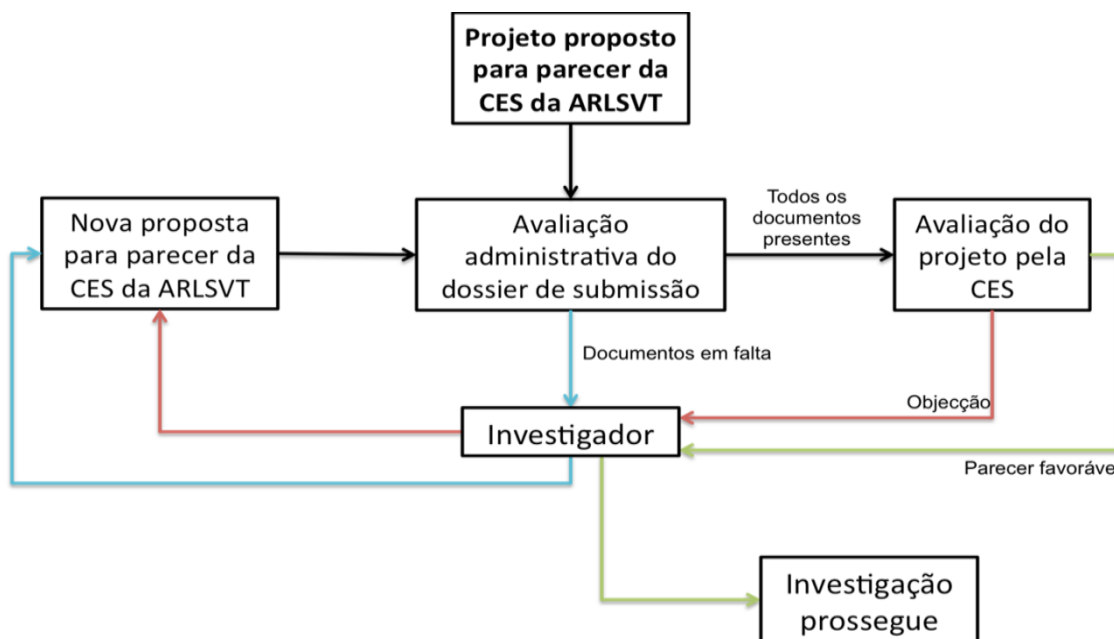 Projeto proposto
para parecer da
CES da ARLSVT
Nova proposta
para parecer da
CES da ARLSVT
Avaliação
administrativa do
dossier de submissão
Todos os
documentos
presentes
Avaliação do
projeto pela
CES
Documentos em falta
Objecção
Investigador
Parecer favoráve
Investigação
prossegue